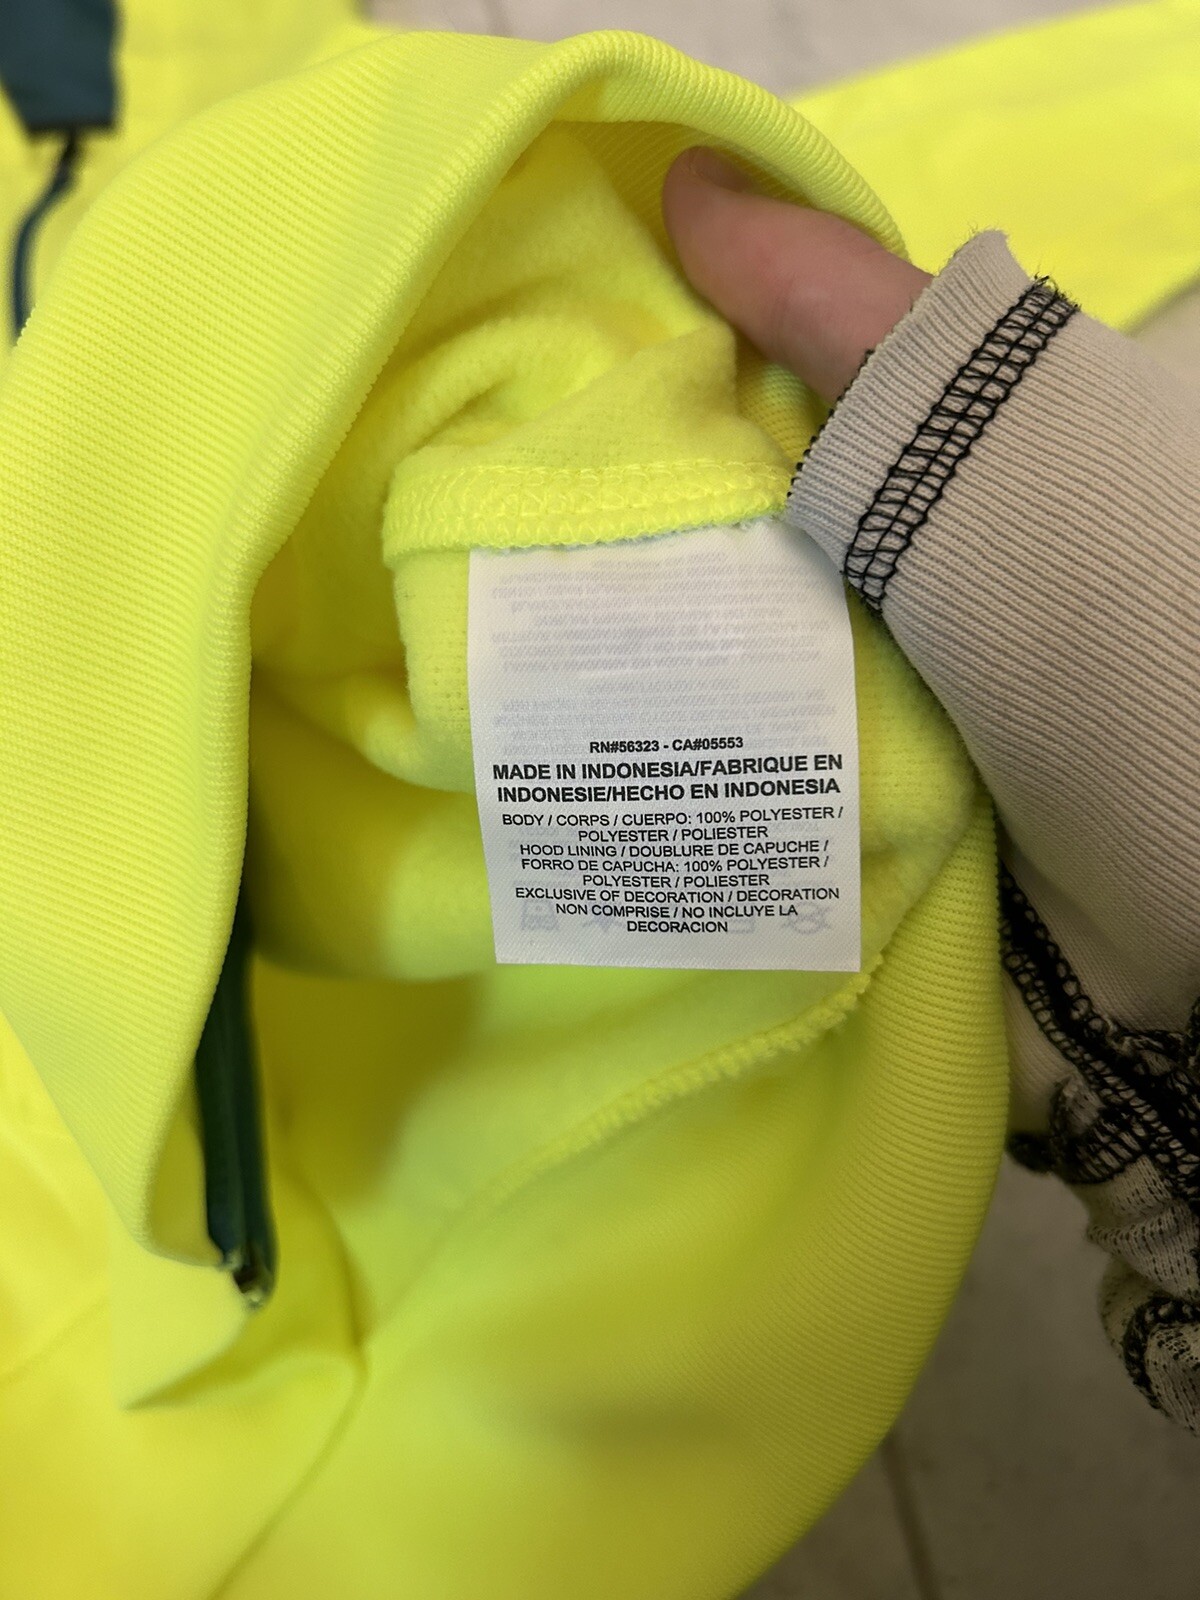 RN#56323 - CA#05553
MADE IN INDONESIA/FABRIQUE EN
INDONESIE/HECHO EN INDONESIA
BODY / CORPS / CUERPO: 100% POLYESTER /
POLYESTER / POLIESTER
HOOD LINING / DOUBLURE DE CAPUCHE /
FORRO DE CAPUCHA: 100% POLYESTER /
POLYESTER / POLIESTER
EXCLUSIVE OF DECORATION / DECORATION
NON COMPRISE / NO INCLUYE LA
DECORACION